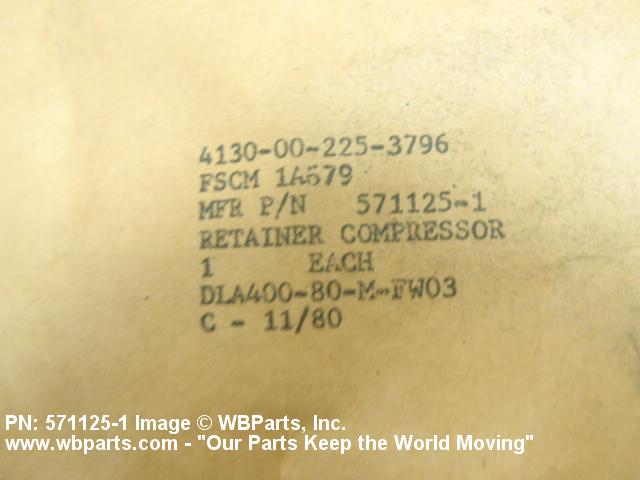 4130-00-225-3796
FSCM 1A579
MFR P/N 571125-1
RETAINER COMPRESSOR
1 EACH
DLA400-80-M-FW03
C - 11/80
PN: 571125-1 Image © WBParts, Inc.
www.wbparts.com - "Our Parts Keep the World Moving"